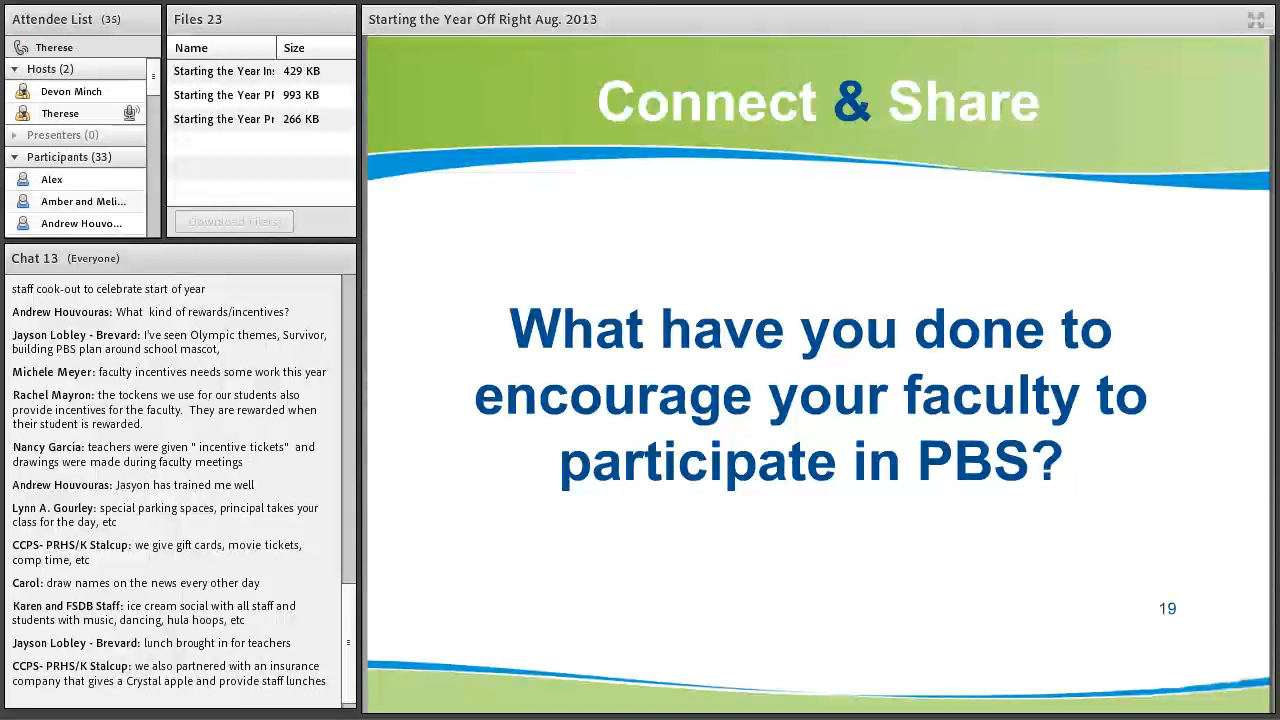 Attendee List (35)
Therese
Hosts (2)
Devon Minch
Therese
Presenters (0)
Participants (33)
Alex
Amber and Meli...
Andrew Houvo...
Files 23
Name Size
Starting the Year In: 429 KB
Starting the Year Pl 993 KB
Starting the Year Pr 266 KB
Download File(s)
Chat 13 (Everyone)
staff cook-out to celebrate start of year
Andrew Houvouras: What kind of rewards/incentives?
Jayson Lobley - Brevard: I've seen Olympic themes, Survivor,
building PBS plan around school mascot,
Michele Meyer: faculty incentives needs some work this year
Rachel Mayron: the tockens we use for our students also
provide incentives for the faculty. They are rewarded when
their student is rewarded.
Nancy Garcia: teachers were given " incentive tickets" and
drawings were made during faculty meetings
Andrew Houvouras: Jasyon has trained me well
Lynn A. Gourley: special parking spaces, principal takes your
class for the day, etc
CCPS- PRHS/K Stalcup: we give gift cards, movie tickets,
comp time, etc
Carol: draw names on the news every other day
Karen and FSDB Staff: ice cream social with all staff and
students with music, dancing, hula hoops, etc
Jayson Lobley - Brevard: lunch brought in for teachers
CCPS- PRHS/K Stalcup: we also partnered with an insurance
company that gives a Crystal apple and provide staff lunches
Starting the Year Off Right Aug. 2013
Connect & Share
What have you done to
encourage your faculty to
participate in PBS?
19